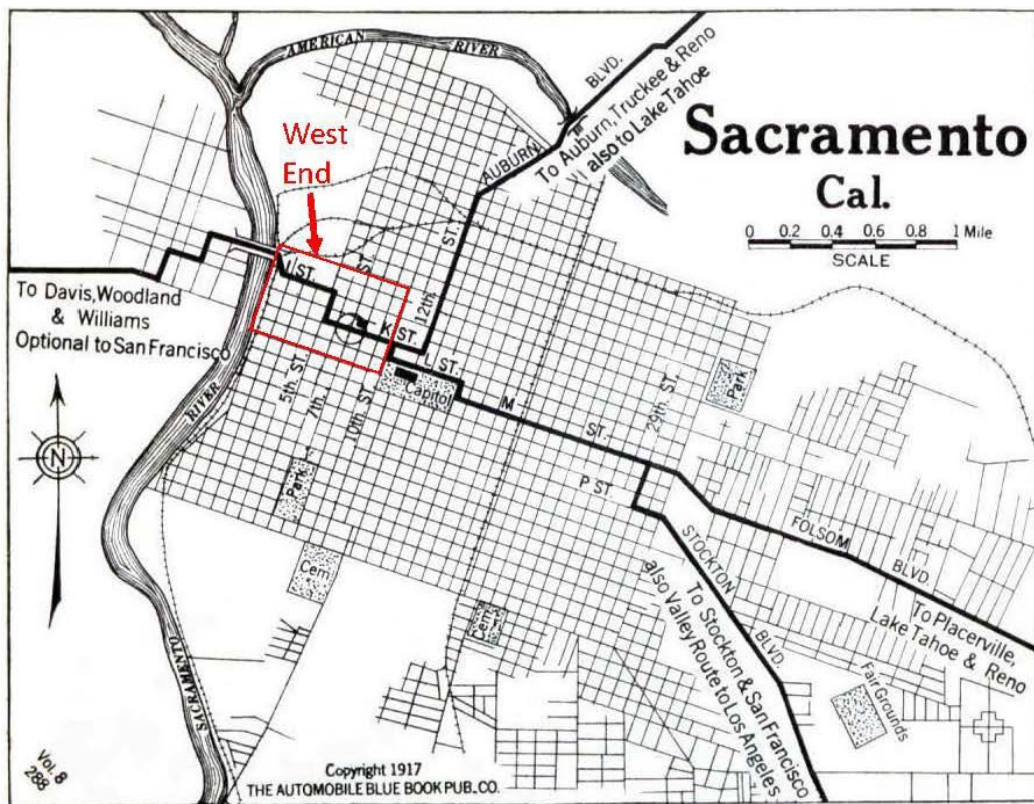 AMERICAN RIVER
BLVD.
AUBURN
To Auburn, Truckee & Reno
also to Lake Tahoe
Sacramento
Cal.
0 0.2 0.4 0.6 0.8 1 Mile
SCALE
West
End
I ST.
ST.
12th. ST.
K ST.
L ST.
To Davis, Woodland
& Williams
Optional to San Francisco
RIVER
5th. ST.
7th.
10th ST.
Capitol
M ST.
29th. ST.
Park
N
Park
P ST.
FOLSOM BLVD.
STOCKTON BLVD.
To Placerville,
Lake Tahoe & Reno
To Stockton & San Francisco
also Valley Route to Los Angeles
Cem
Cem
Fair Grounds
SACRAMENTO
Vol. 8
288
Copyright 1917
THE AUTOMOBILE BLUE BOOK PUB. CO.